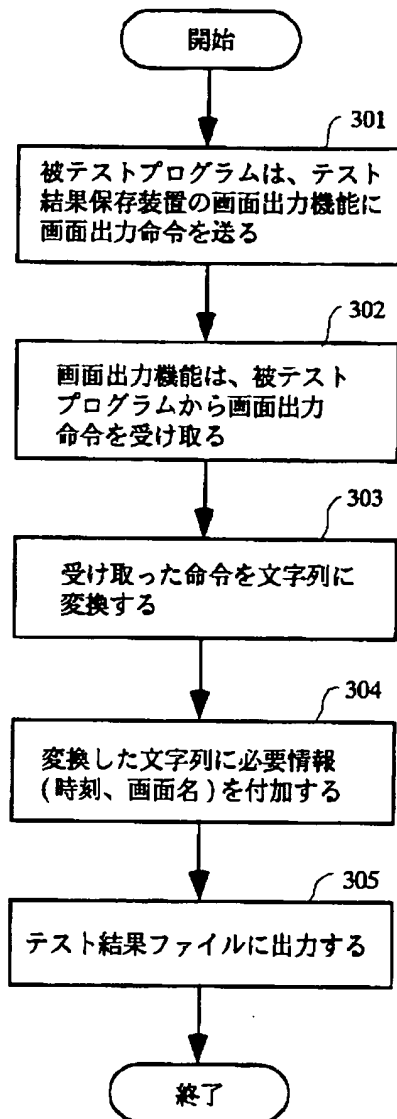 開始
301
被テストプログラムは、テスト
結果保存装置の画面出力機能に
画面出力命令を送る
302
画面出力機能は、被テスト
プログラムから画面出力
命令を受け取る
303
受け取った命令を文字列に
変換する
304
変換した文字列に必要情報
(時刻、画面名)を付加する
305
テスト結果ファイルに出力する
終了